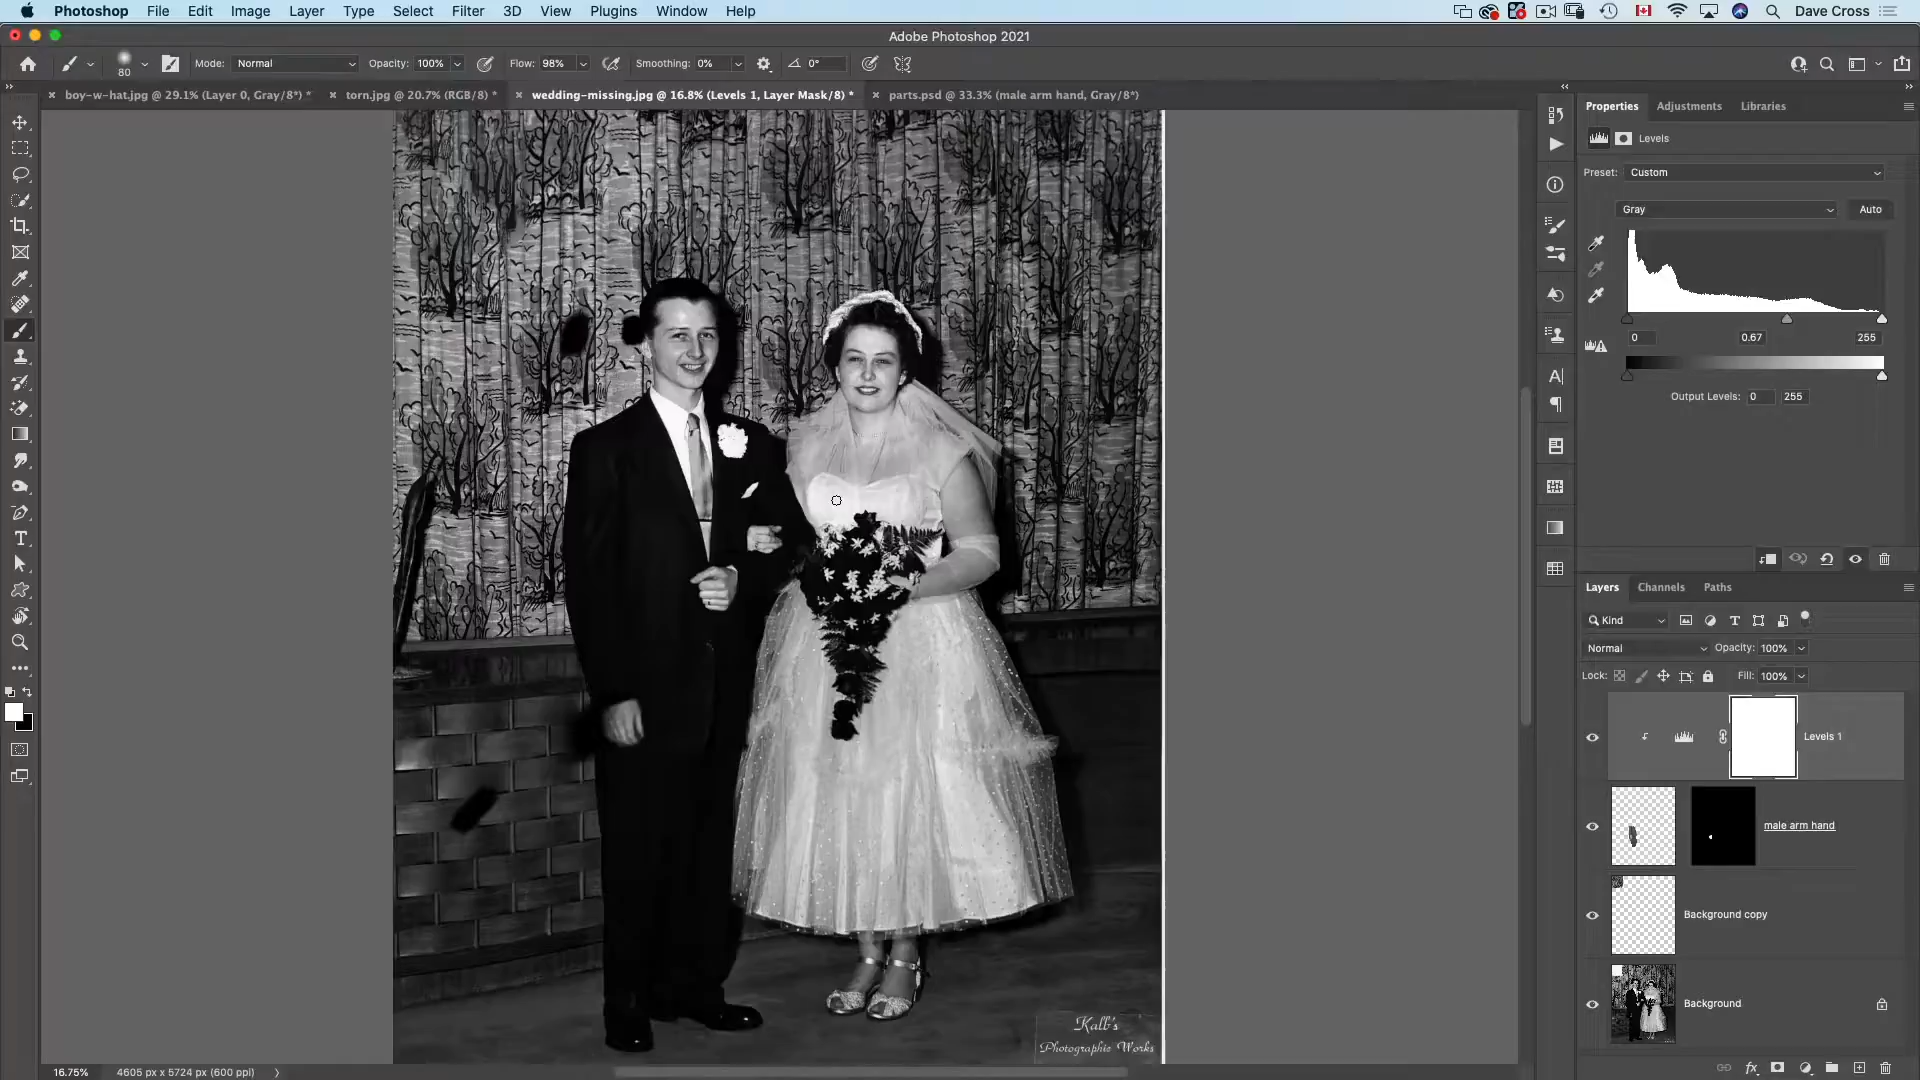 Photoshop File Edit Image Layer Type Select Filter 3D View Plugins Window Help Dave Cross
Adobe Photoshop 2021
80 Mode: Normal Opacity: 100% Flow: 98% Smoothing: 0% 0°
boy-w-hat.jpg @ 29.1% (Layer 0, Gray/8*) * torn.jpg @ 20.7% (RGB/8) * wedding-missing.jpg @ 16.8% (Levels 1, Layer Mask/8) * parts.psd @ 33.3% (male arm hand, Gray/8*)
Properties Adjustments Libraries
Levels
Preset: Custom
Gray Auto
0 0.67 255
Output Levels: 0 255
Layers Channels Paths
Kind
Normal Opacity: 100%
Lock: Fill: 100%
Levels 1
male arm hand
Background copy
Background
Kalb's
Photographic Works
16.75% 4605 px x 5724 px (600 ppi)